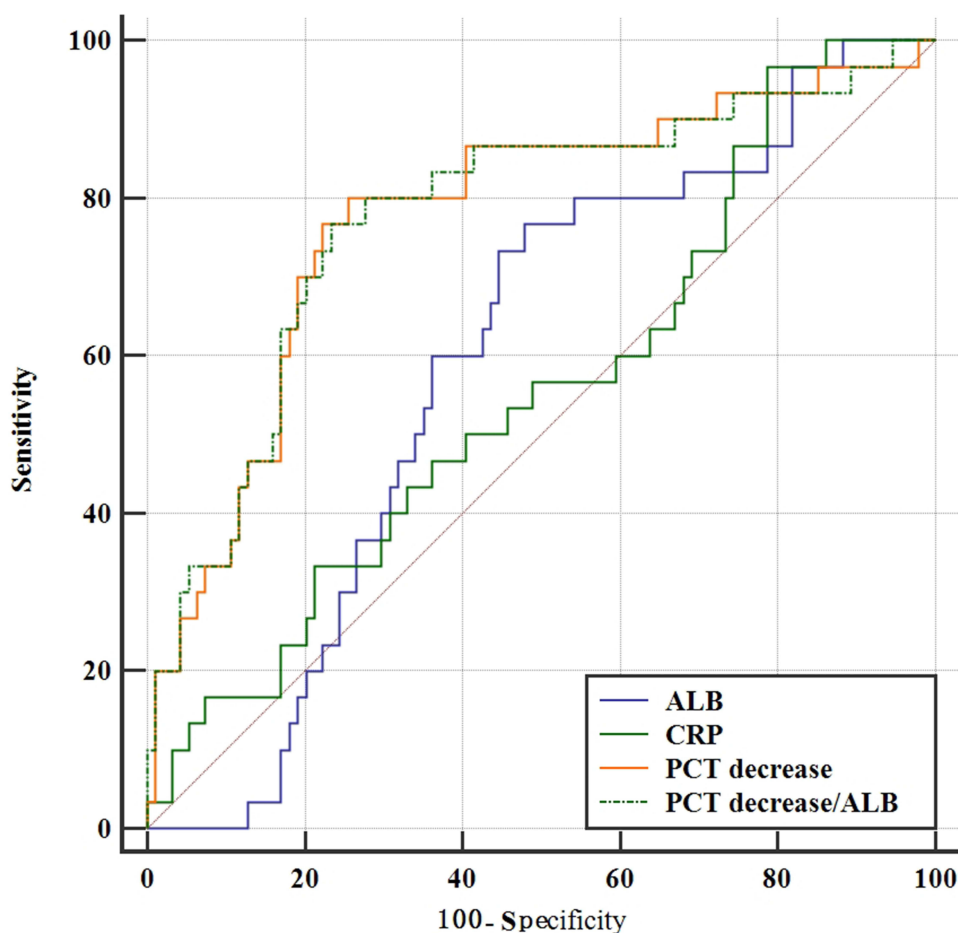 100
80
60
40
20
0
Sensitivity
ALB
CRP
PCT decrease
PCT decrease/ALB
0 20 40 60 80 100
100- Specificity